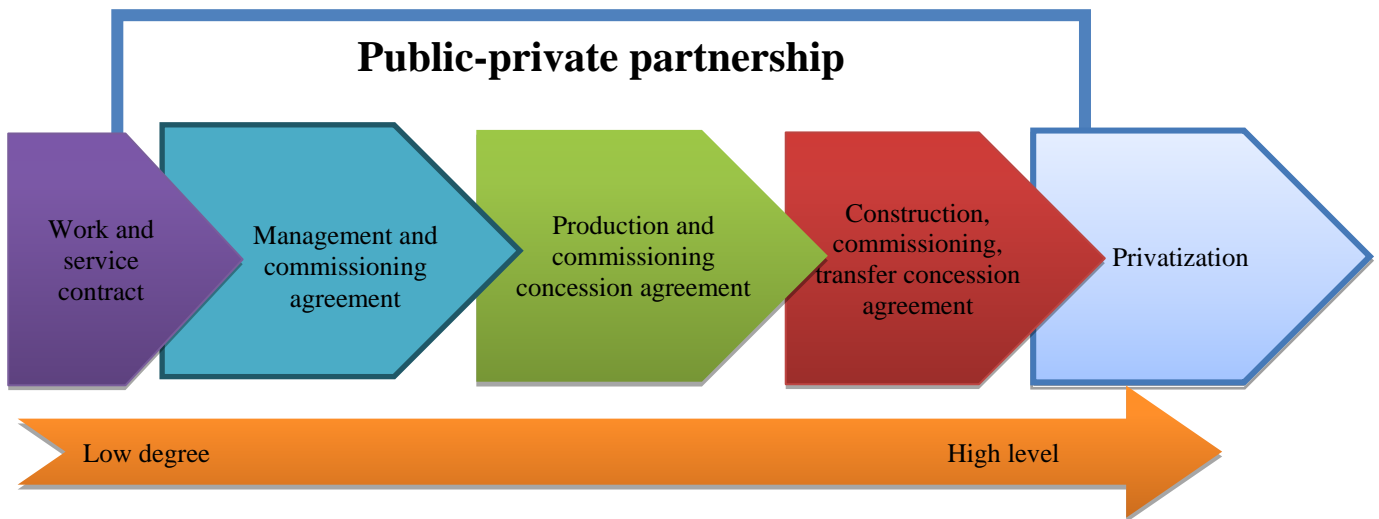 Public-private partnership
Work and
service
contract
Management and
commissioning
agreement
Production and
commissioning
concession agreement
Construction,
commissioning,
transfer concession
agreement
Privatization
Low degree
High level